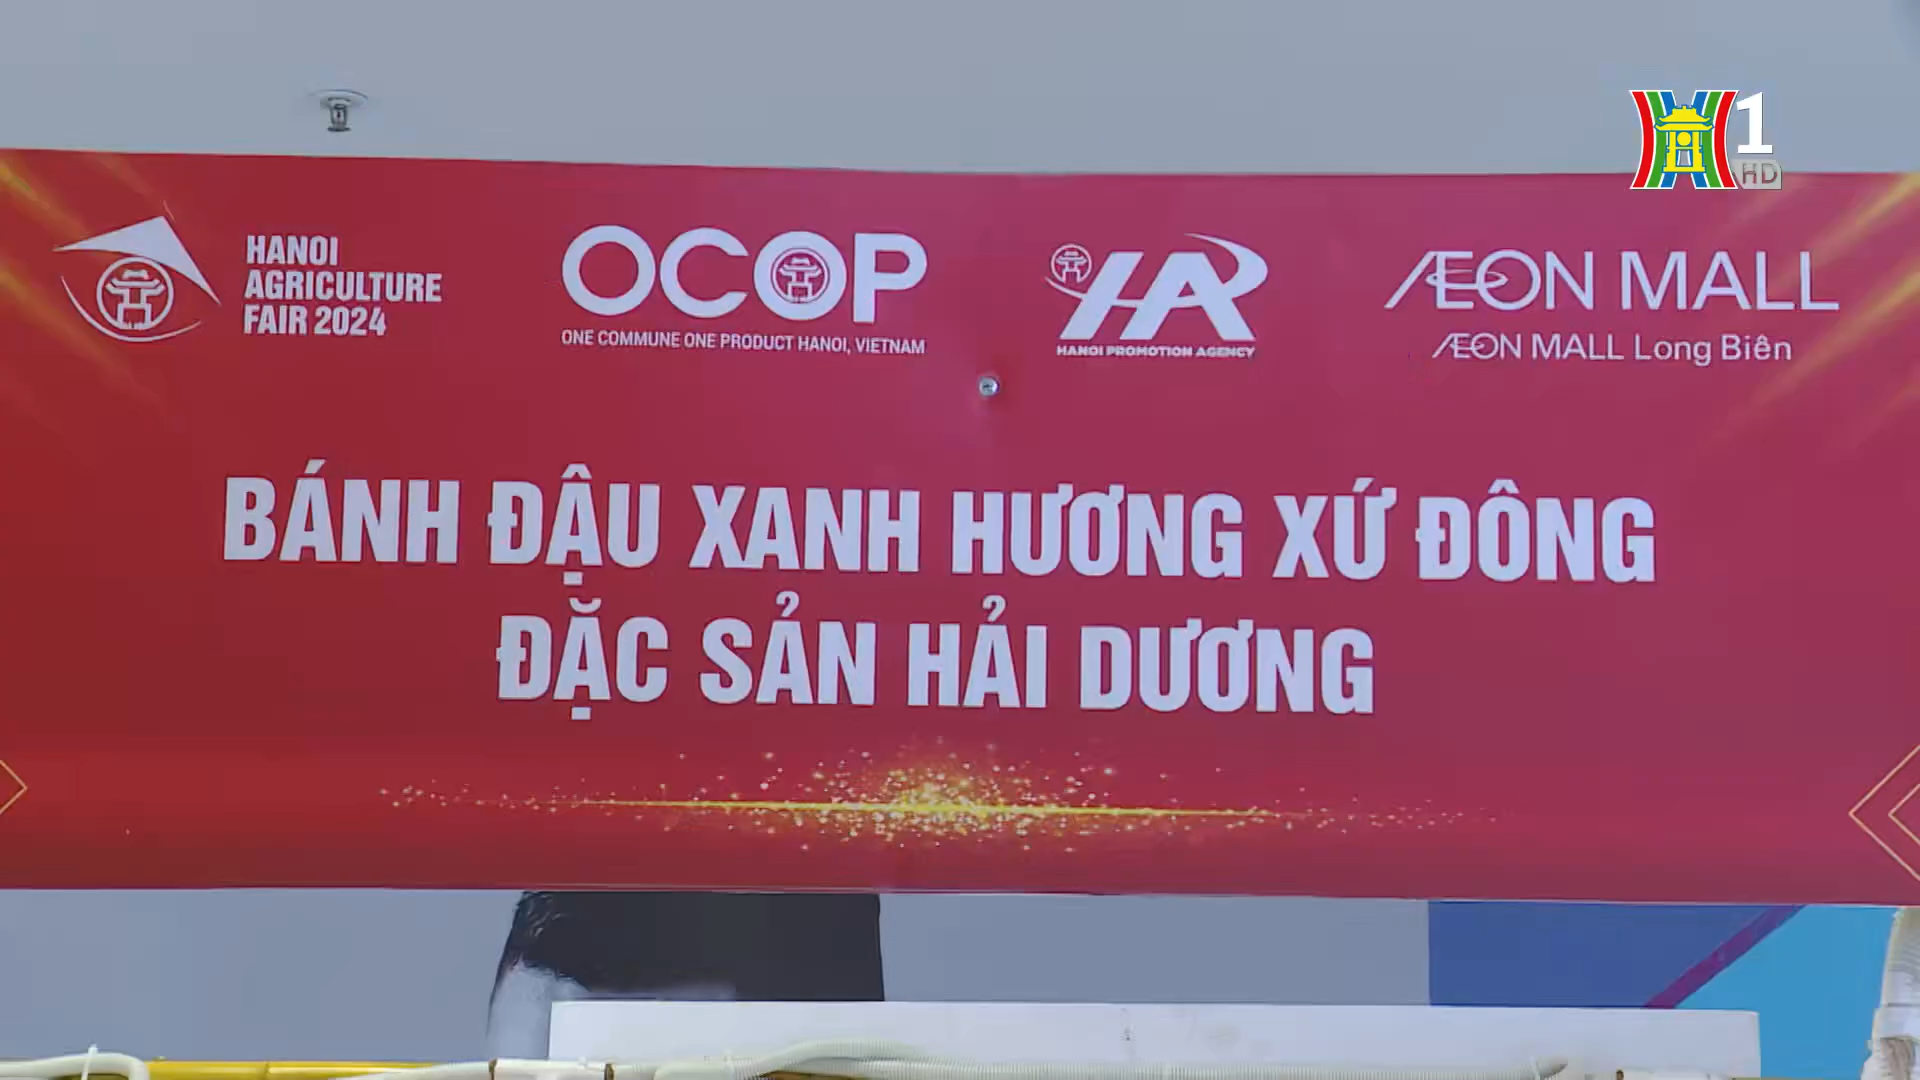 1
HD
HANOI
AGRICULTURE
FAIR 2024
OCOP
ONE COMMUNE ONE PRODUCT HANOI, VIETNAM
HPA
HANOI PROMOTION AGENCY
ÆON MALL
ÆON MALL Long Biên
BÁNH ĐẬU XANH HƯƠNG XỨ ĐÔNG
ĐẶC SẢN HẢI DƯƠNG